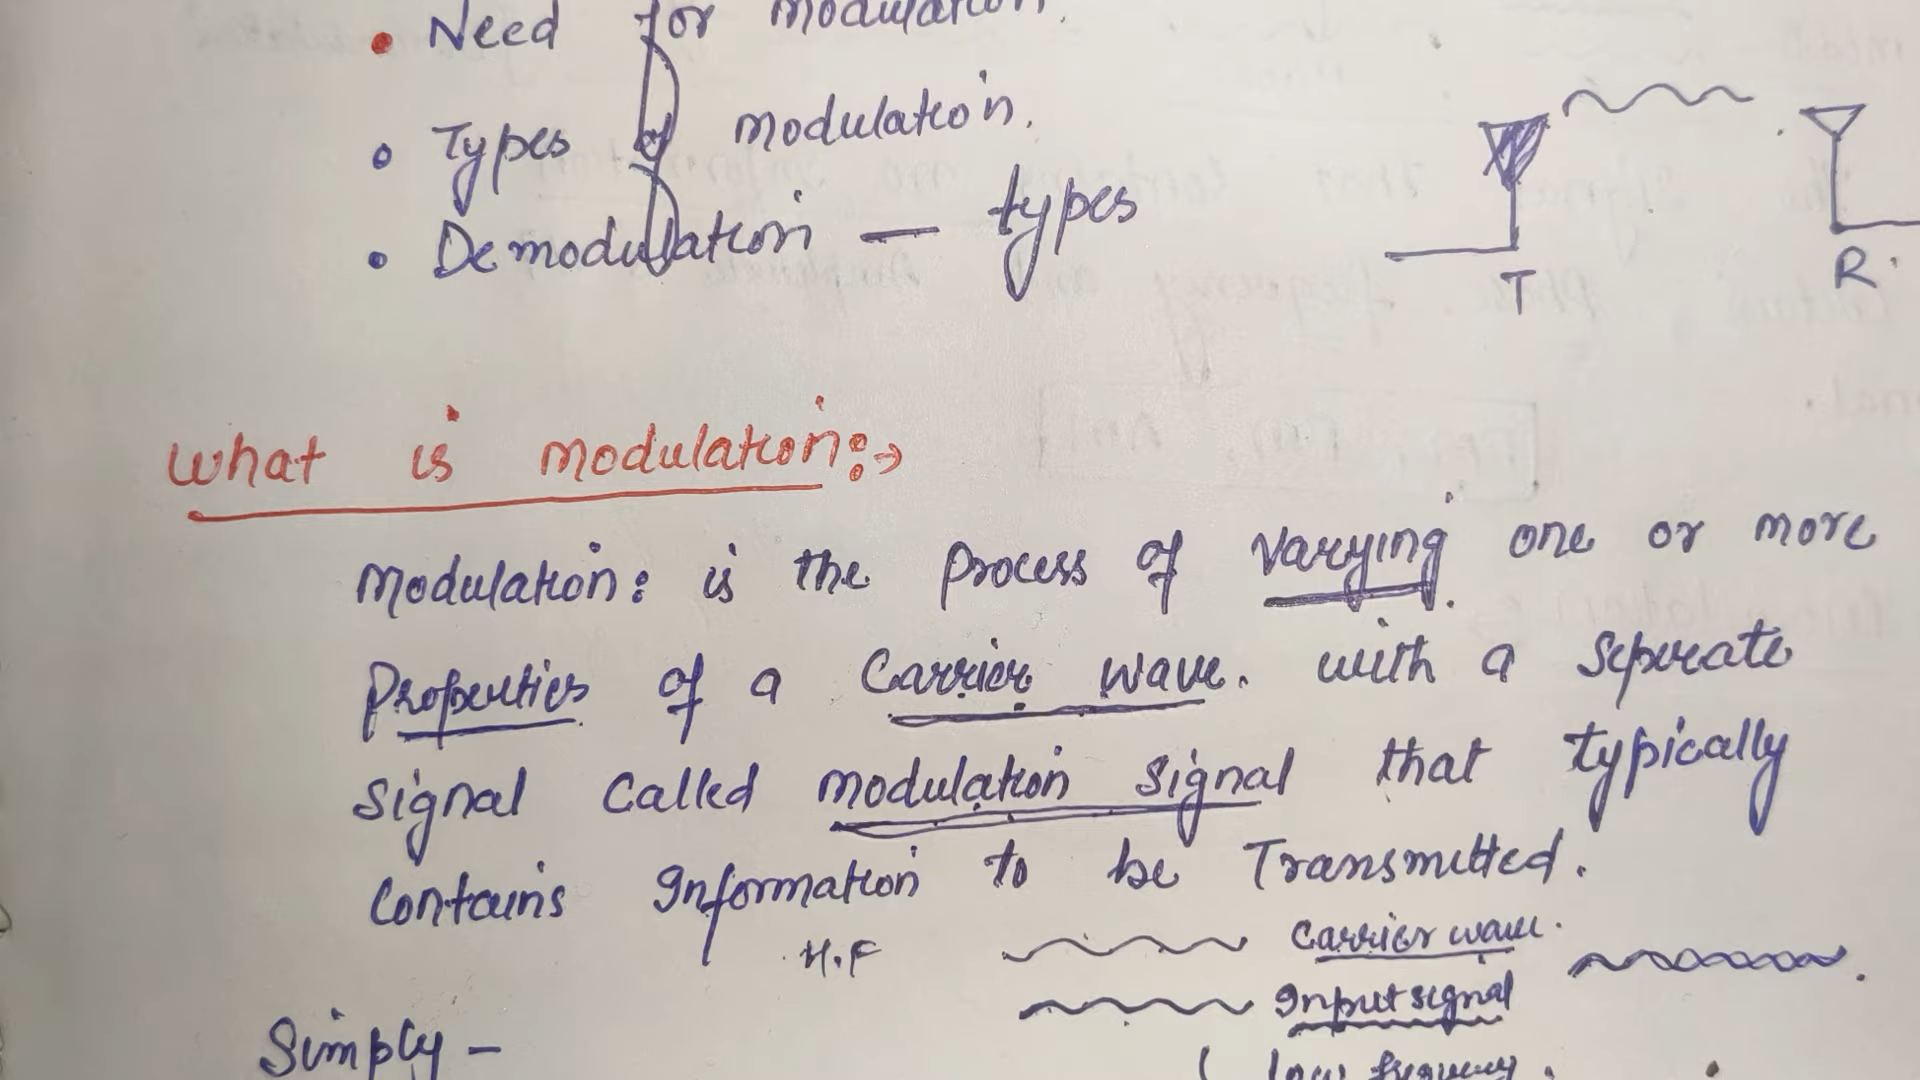 • Need for modulation.
• Types of modulation.
• Demodulation — types
T
R
What is modulation:→
Modulation: is the process of varying one or more
Properties of a Carrier wave. with a Seperate
Signal Called modulation Signal that typically
Contains Information to be Transmitted.
H.F
Carrier wave.
Input signal
Simply -
( low frequency.